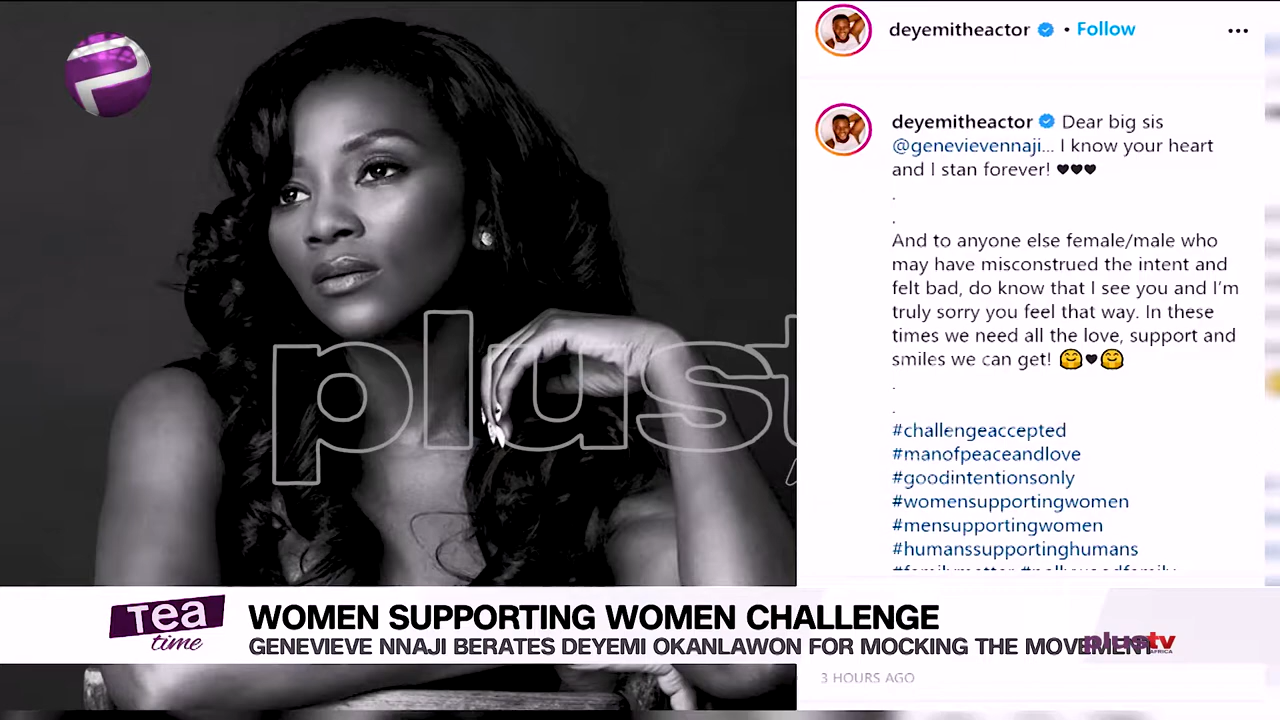 deyemitheactor • Follow
deyemitheactor Dear big sis
@genevievennaji... I know your heart
and I stan forever! ♥♥♥
.
.
And to anyone else female/male who
may have misconstrued the intent and
felt bad, do know that I see you and I'm
truly sorry you feel that way. In these
times we need all the love, support and
smiles we can get! 🤗♥🤗
.
.
#challengeaccepted
#manofpeaceandlove
#goodintentionsonly
#womensupportingwomen
#mensupportingwomen
#humanssupportinghumans
plust
Tea
time
WOMEN SUPPORTING WOMEN CHALLENGE
GENEVIEVE NNAJI BERATES DEYEMI OKANLAWON FOR MOCKING THE MOVEMENT
plustv
AFRICA
3 HOURS AGO